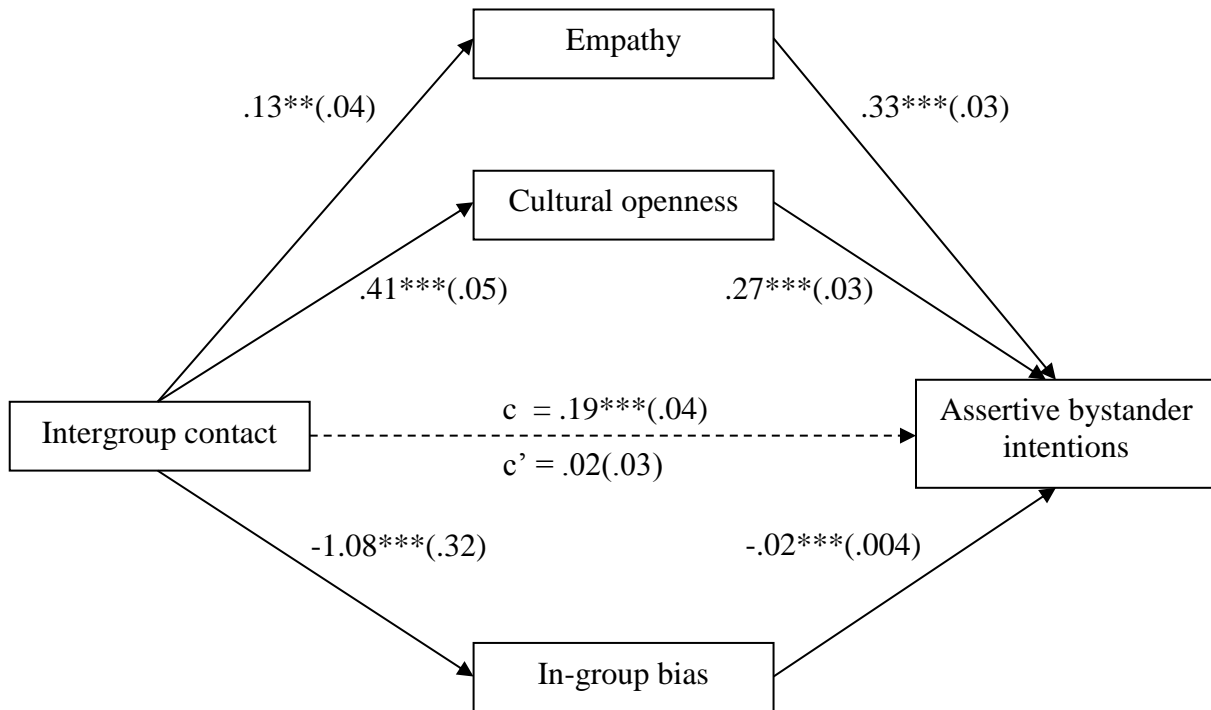 Empathy
.13**(.04)
.33***(.03)
Cultural openness
.41***(.05)
.27***(.03)
Intergroup contact
c = .19***(.04)
c’ = .02(.03)
Assertive bystander
intentions
-1.08***(.32)
-.02***(.004)
In-group bias